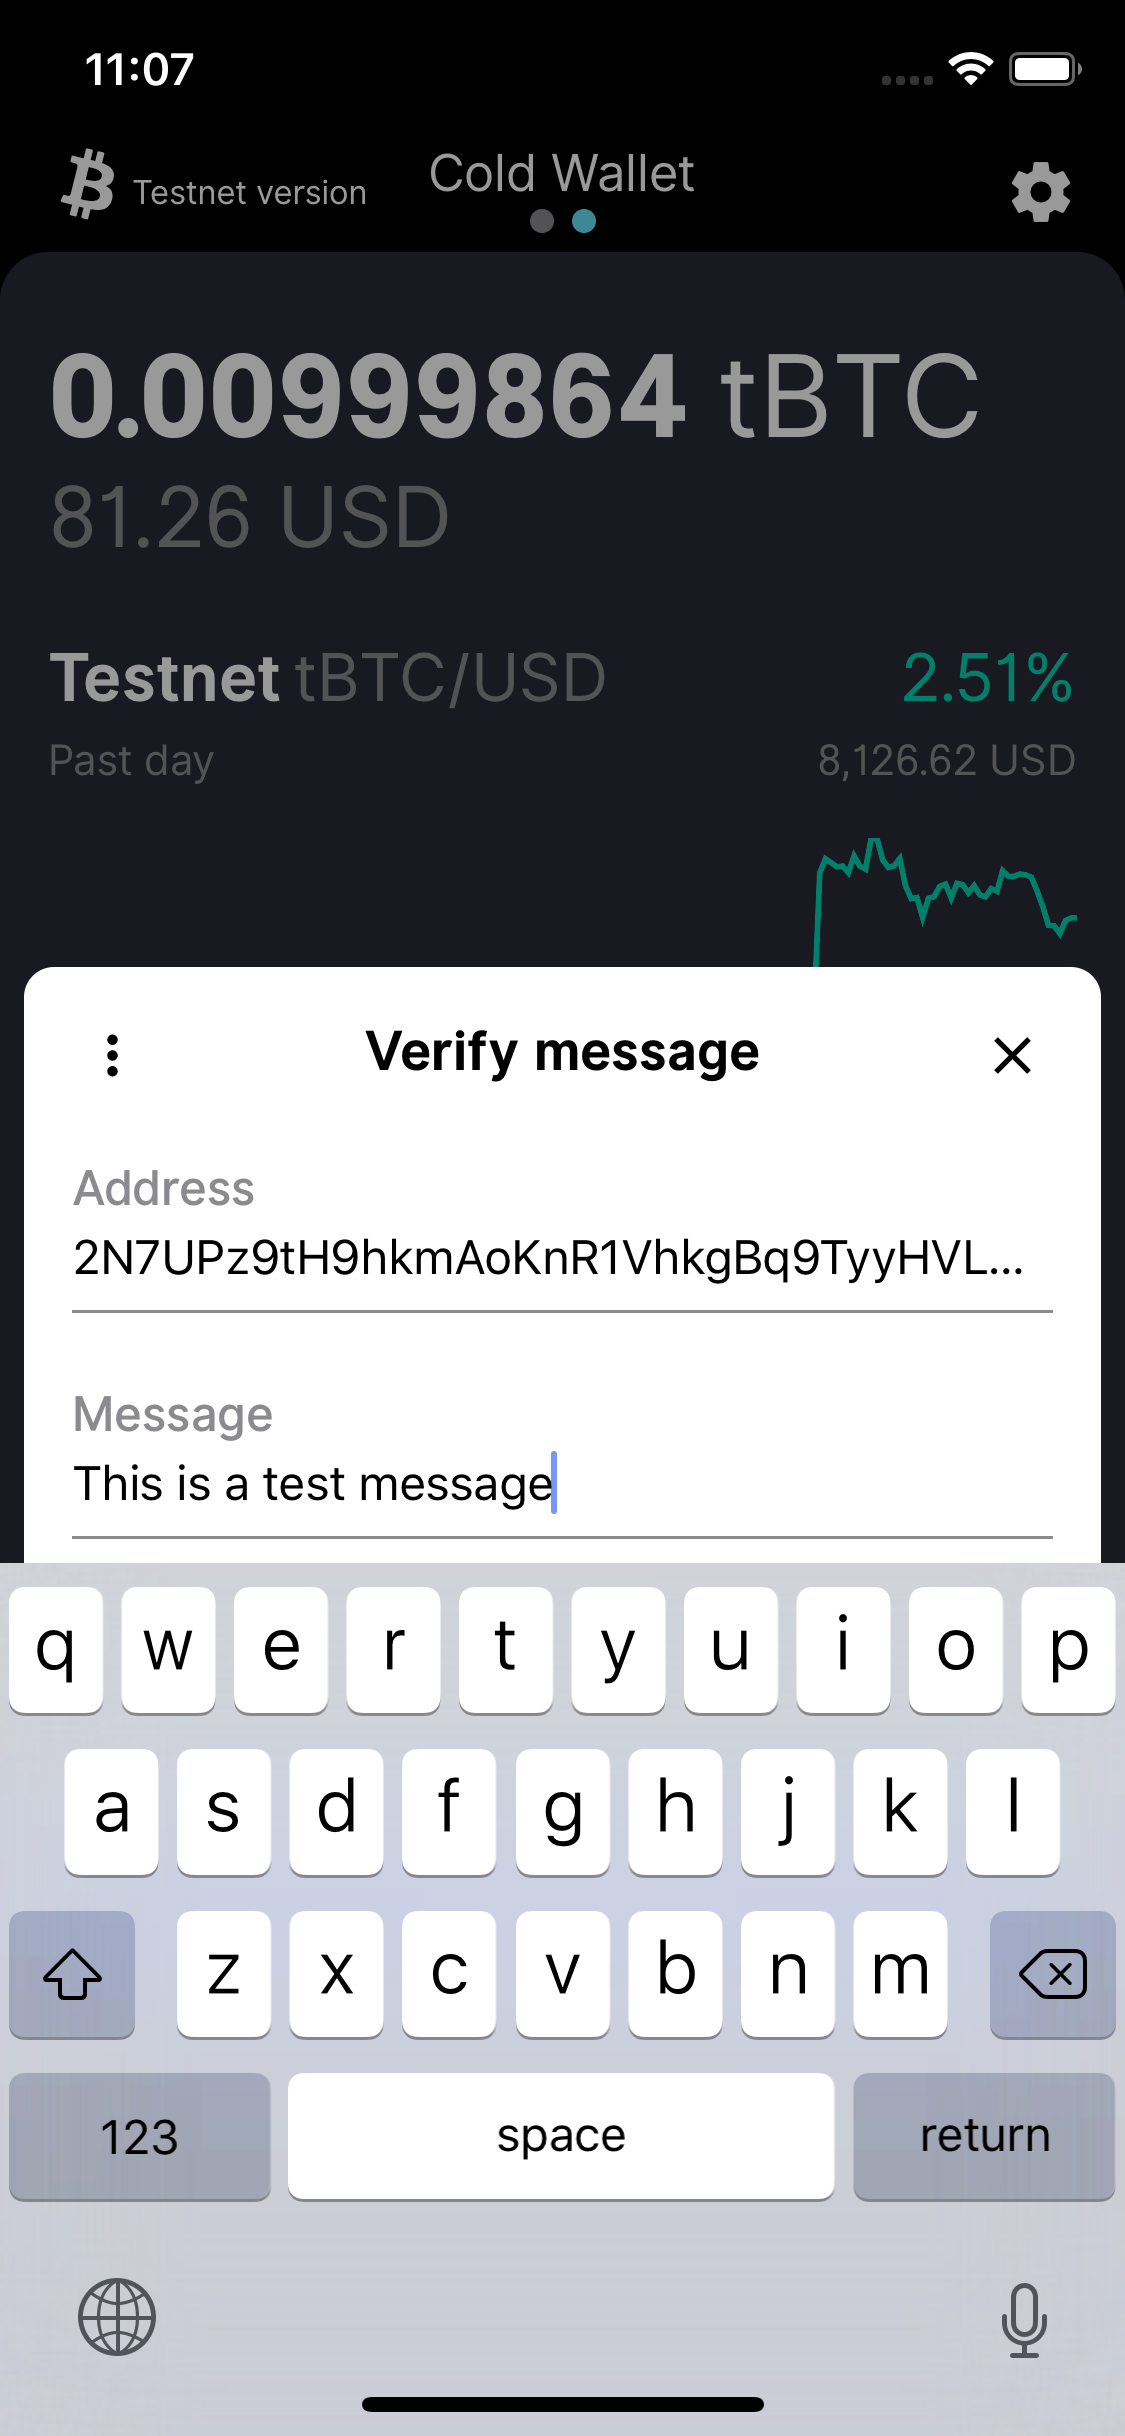 11:07
Testnet version
Cold Wallet
0.00999864 tBTC
81.26 USD
Testnet tBTC/USD 2.51%
Past day 8,126.62 USD
Verify message
Address
2N7UPz9tH9hkmAoKnR1VhkgBq9TyyHVL...
Message
This is a test message
q w e r t y u i o p
a s d f g h j k l
z x c v b n m
123 space return